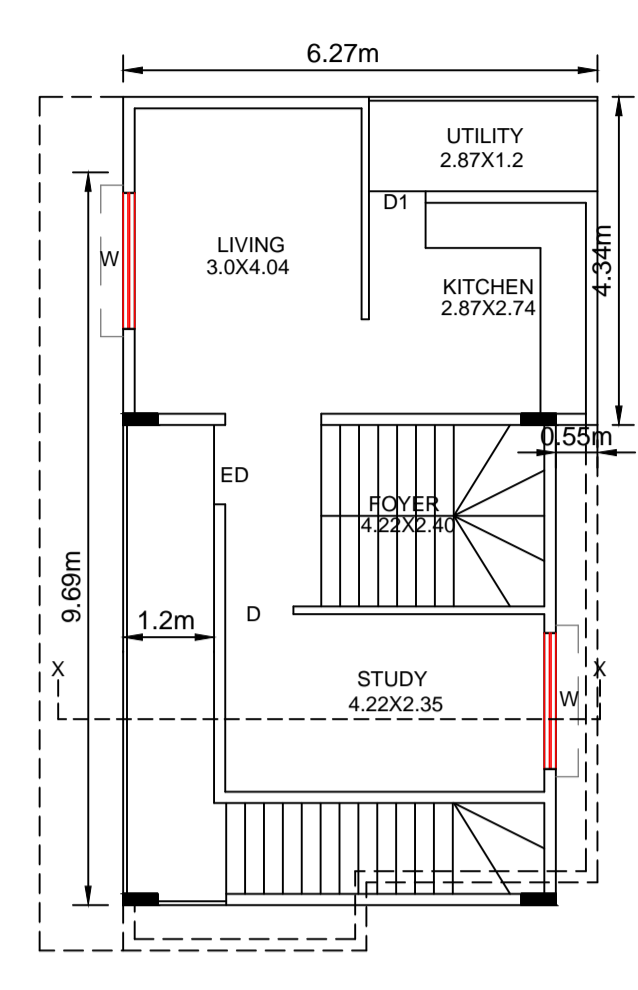 6.27m
UTILITY
2.87X1.2
D1
LIVING
3.0X4.04
W
4.34m
KITCHEN
2.87X2.74
0.55m
ED
FOYER
4.22X2.40
9.69m
1.2m
D
X
X
STUDY
4.22X2.35
W